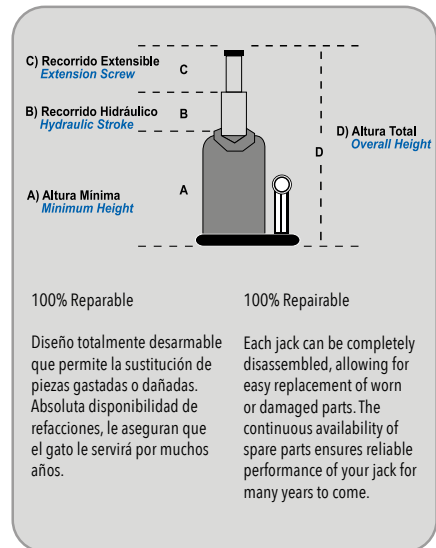 C) Recorrido Extensible
Extension Screw
C
B) Recorrido Hidráulico
Hydraulic Stroke
B
D) Altura Total
Overall Height
D
A) Altura Mínima
Minimum Height
A
100% Reparable
Diseño totalmente desarmable
que permite la sustitución de
piezas gastadas o dañadas.
Absoluta disponibilidad de
refacciones, le aseguran que
el gato le servirá por muchos
años.
100% Repairable
Each jack can be completely
disassembled, allowing for
easy replacement of worn
or damaged parts. The
continuous availability of
spare parts ensures reliable
performance of your jack for
many years to come.